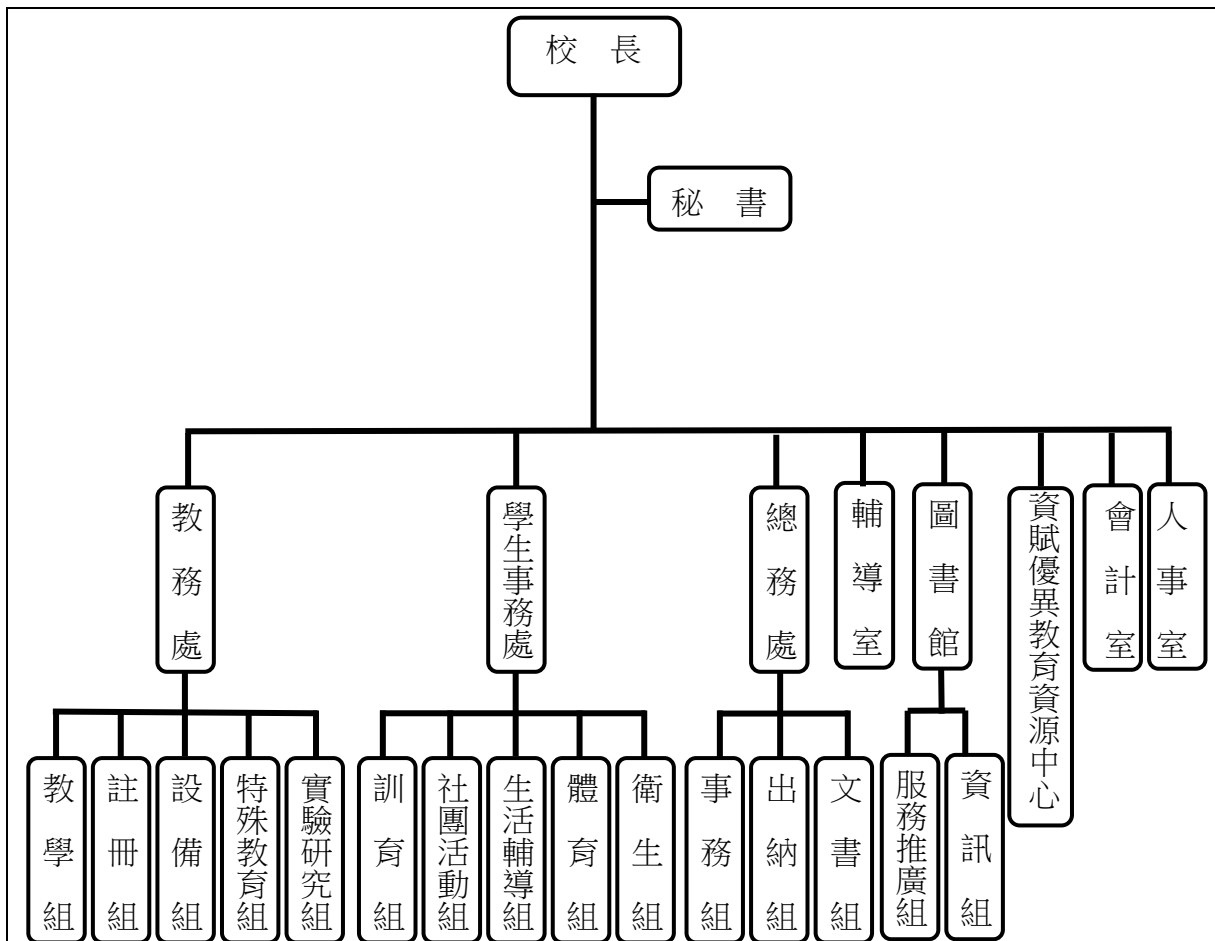 校 長
秘 書
教務處
學生事務處
總務處
輔導室
圖書館
資賦優異教育資源中心
會計室
人事室
教學組
註冊組
設備組
特殊教育組
實驗研究組
訓育組
社團活動組
生活輔導組
體育組
衛生組
事務組
出納組
文書組
服務推廣組
資訊組